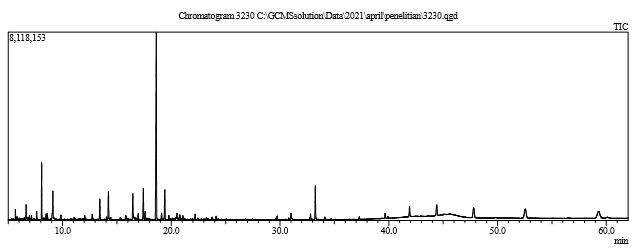 Chromatogram 3230 C:\GCMSsolution\Data\2021\april\penelitian\3230.qgd
TIC
8,118,153
10.0 20.0 30.0 40.0 50.0 60.0
min